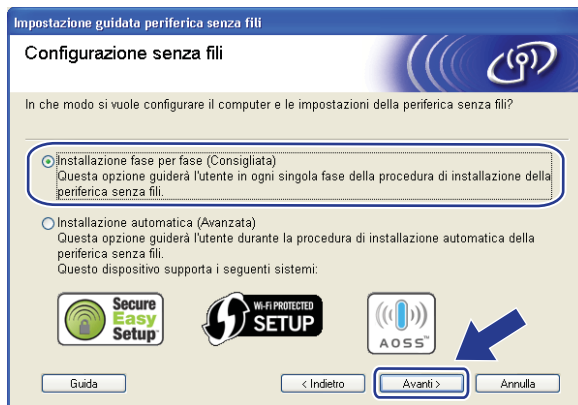 Impostazione guidata periferica senza fili
Configurazione senza fili
In che modo si vuole configurare il computer e le impostazioni della periferica senza fili?
Installazione fase per fase (Consigliata)
Questa opzione guiderà l'utente in ogni singola fase della procedura di installazione della
periferica senza fili.
Installazione automatica (Avanzata)
Questa opzione guiderà l'utente durante la procedura di installazione automatica della
periferica senza fili.
Questo dispositivo supporta i seguenti sistemi:
Secure
Easy
Setup™
Wi-Fi PROTECTED
SETUP
AOSS™
Guida
< Indietro
Avanti >
Annulla